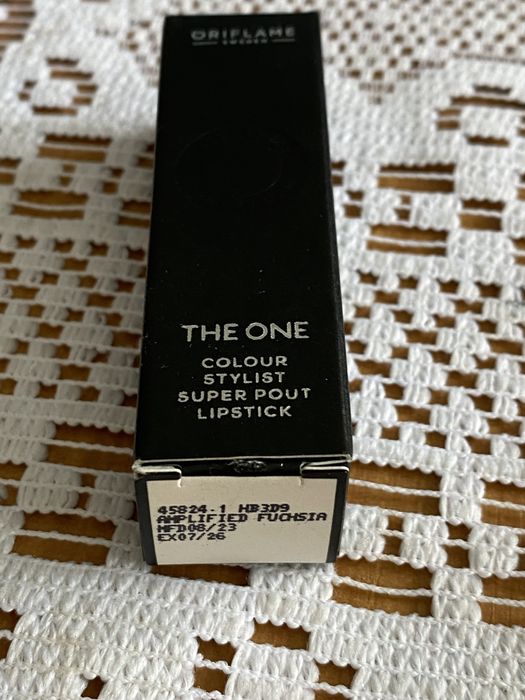 ORIFLAME
SWEDEN
THE ONE
COLOUR
STYLIST
SUPER POUT
LIPSTICK
45824.1 HB3D9
AMPLIFIED FUCHSIA
MFD08/23
EX07/26